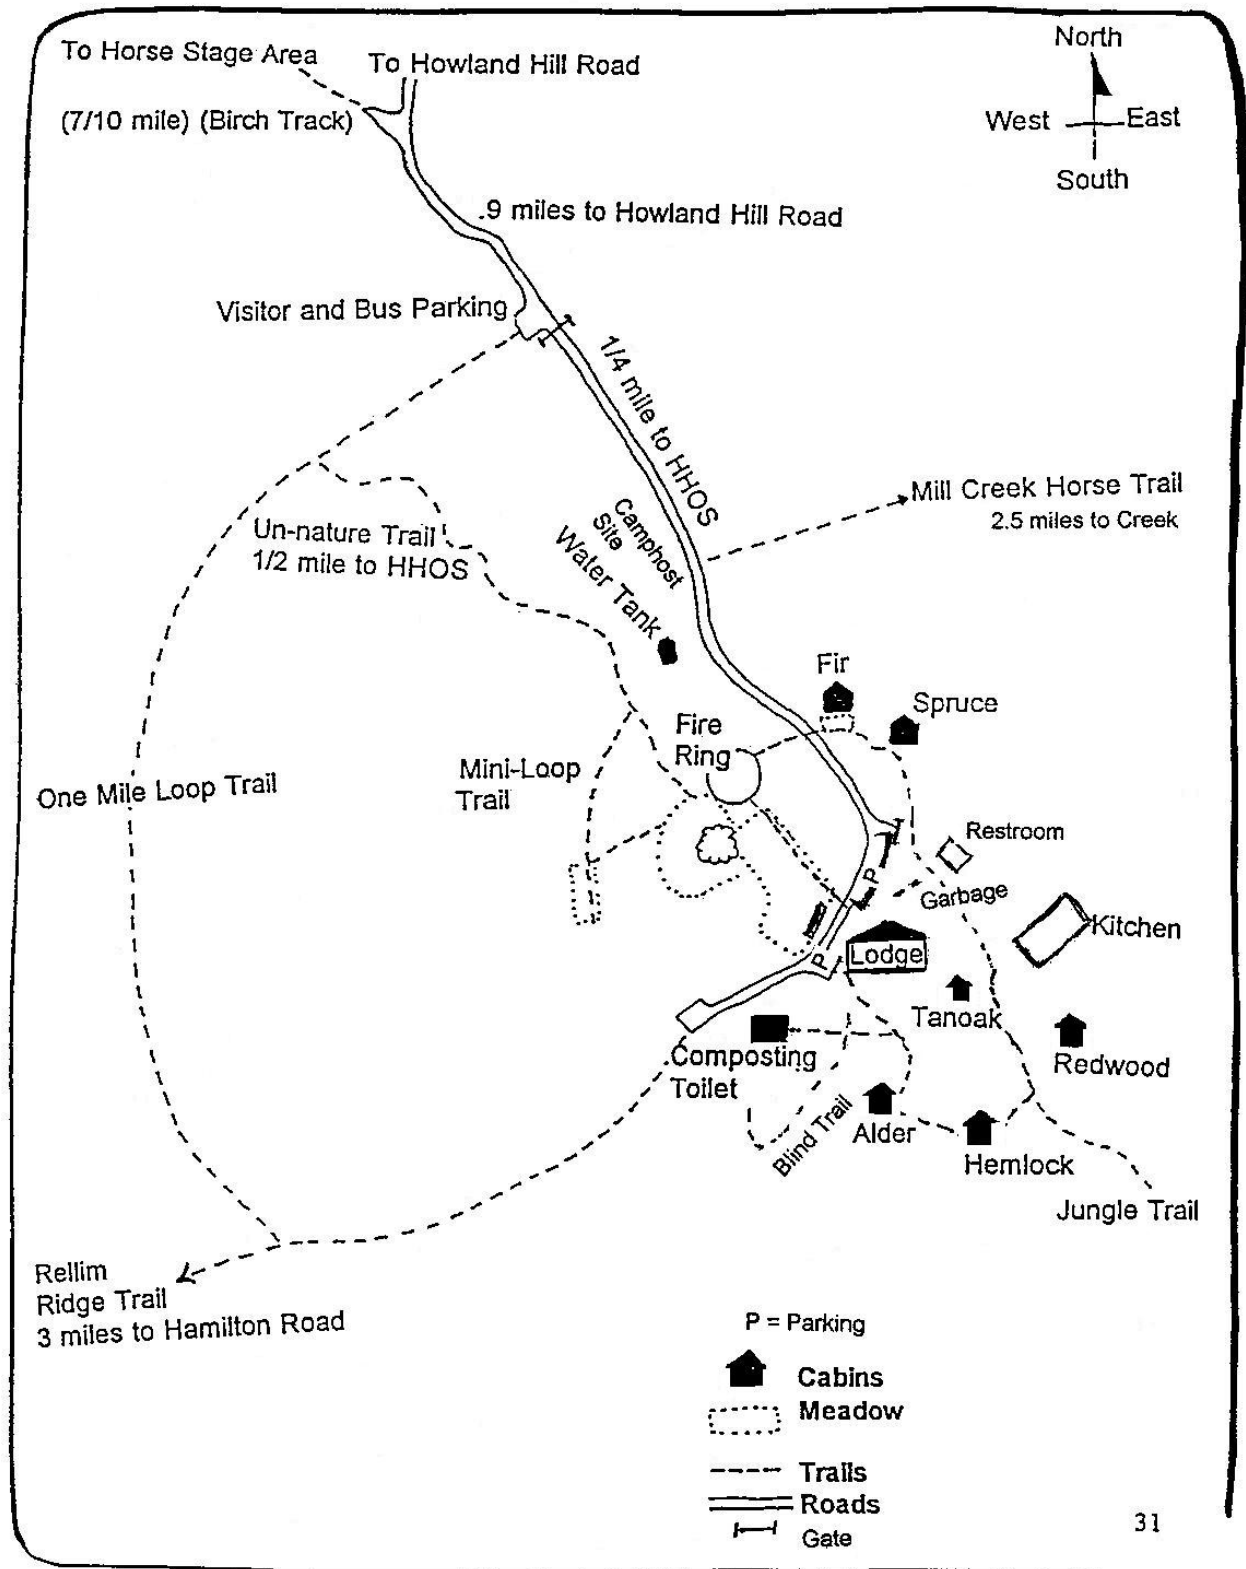 To Horse Stage Area
To Howland Hill Road
(7/10 mile) (Birch Track)
North
West
East
South
.9 miles to Howland Hill Road
Visitor and Bus Parking
1/4 mile to HHOS
Mill Creek Horse Trail
2.5 miles to Creek
Un-nature Trail
1/2 mile to HHOS
Camphost
Site
Water Tank
Fir
Spruce
Fire
Ring
Mini-Loop
Trail
One Mile Loop Trail
Restroom
P
Garbage
Kitchen
Lodge
P
Tanoak
Composting
Toilet
Redwood
Blind Trail
Alder
Hemlock
Jungle Trail
Rellim
Ridge Trail
3 miles to Hamilton Road
P = Parking
Cabins
Meadow
Trails
Roads
Gate
31